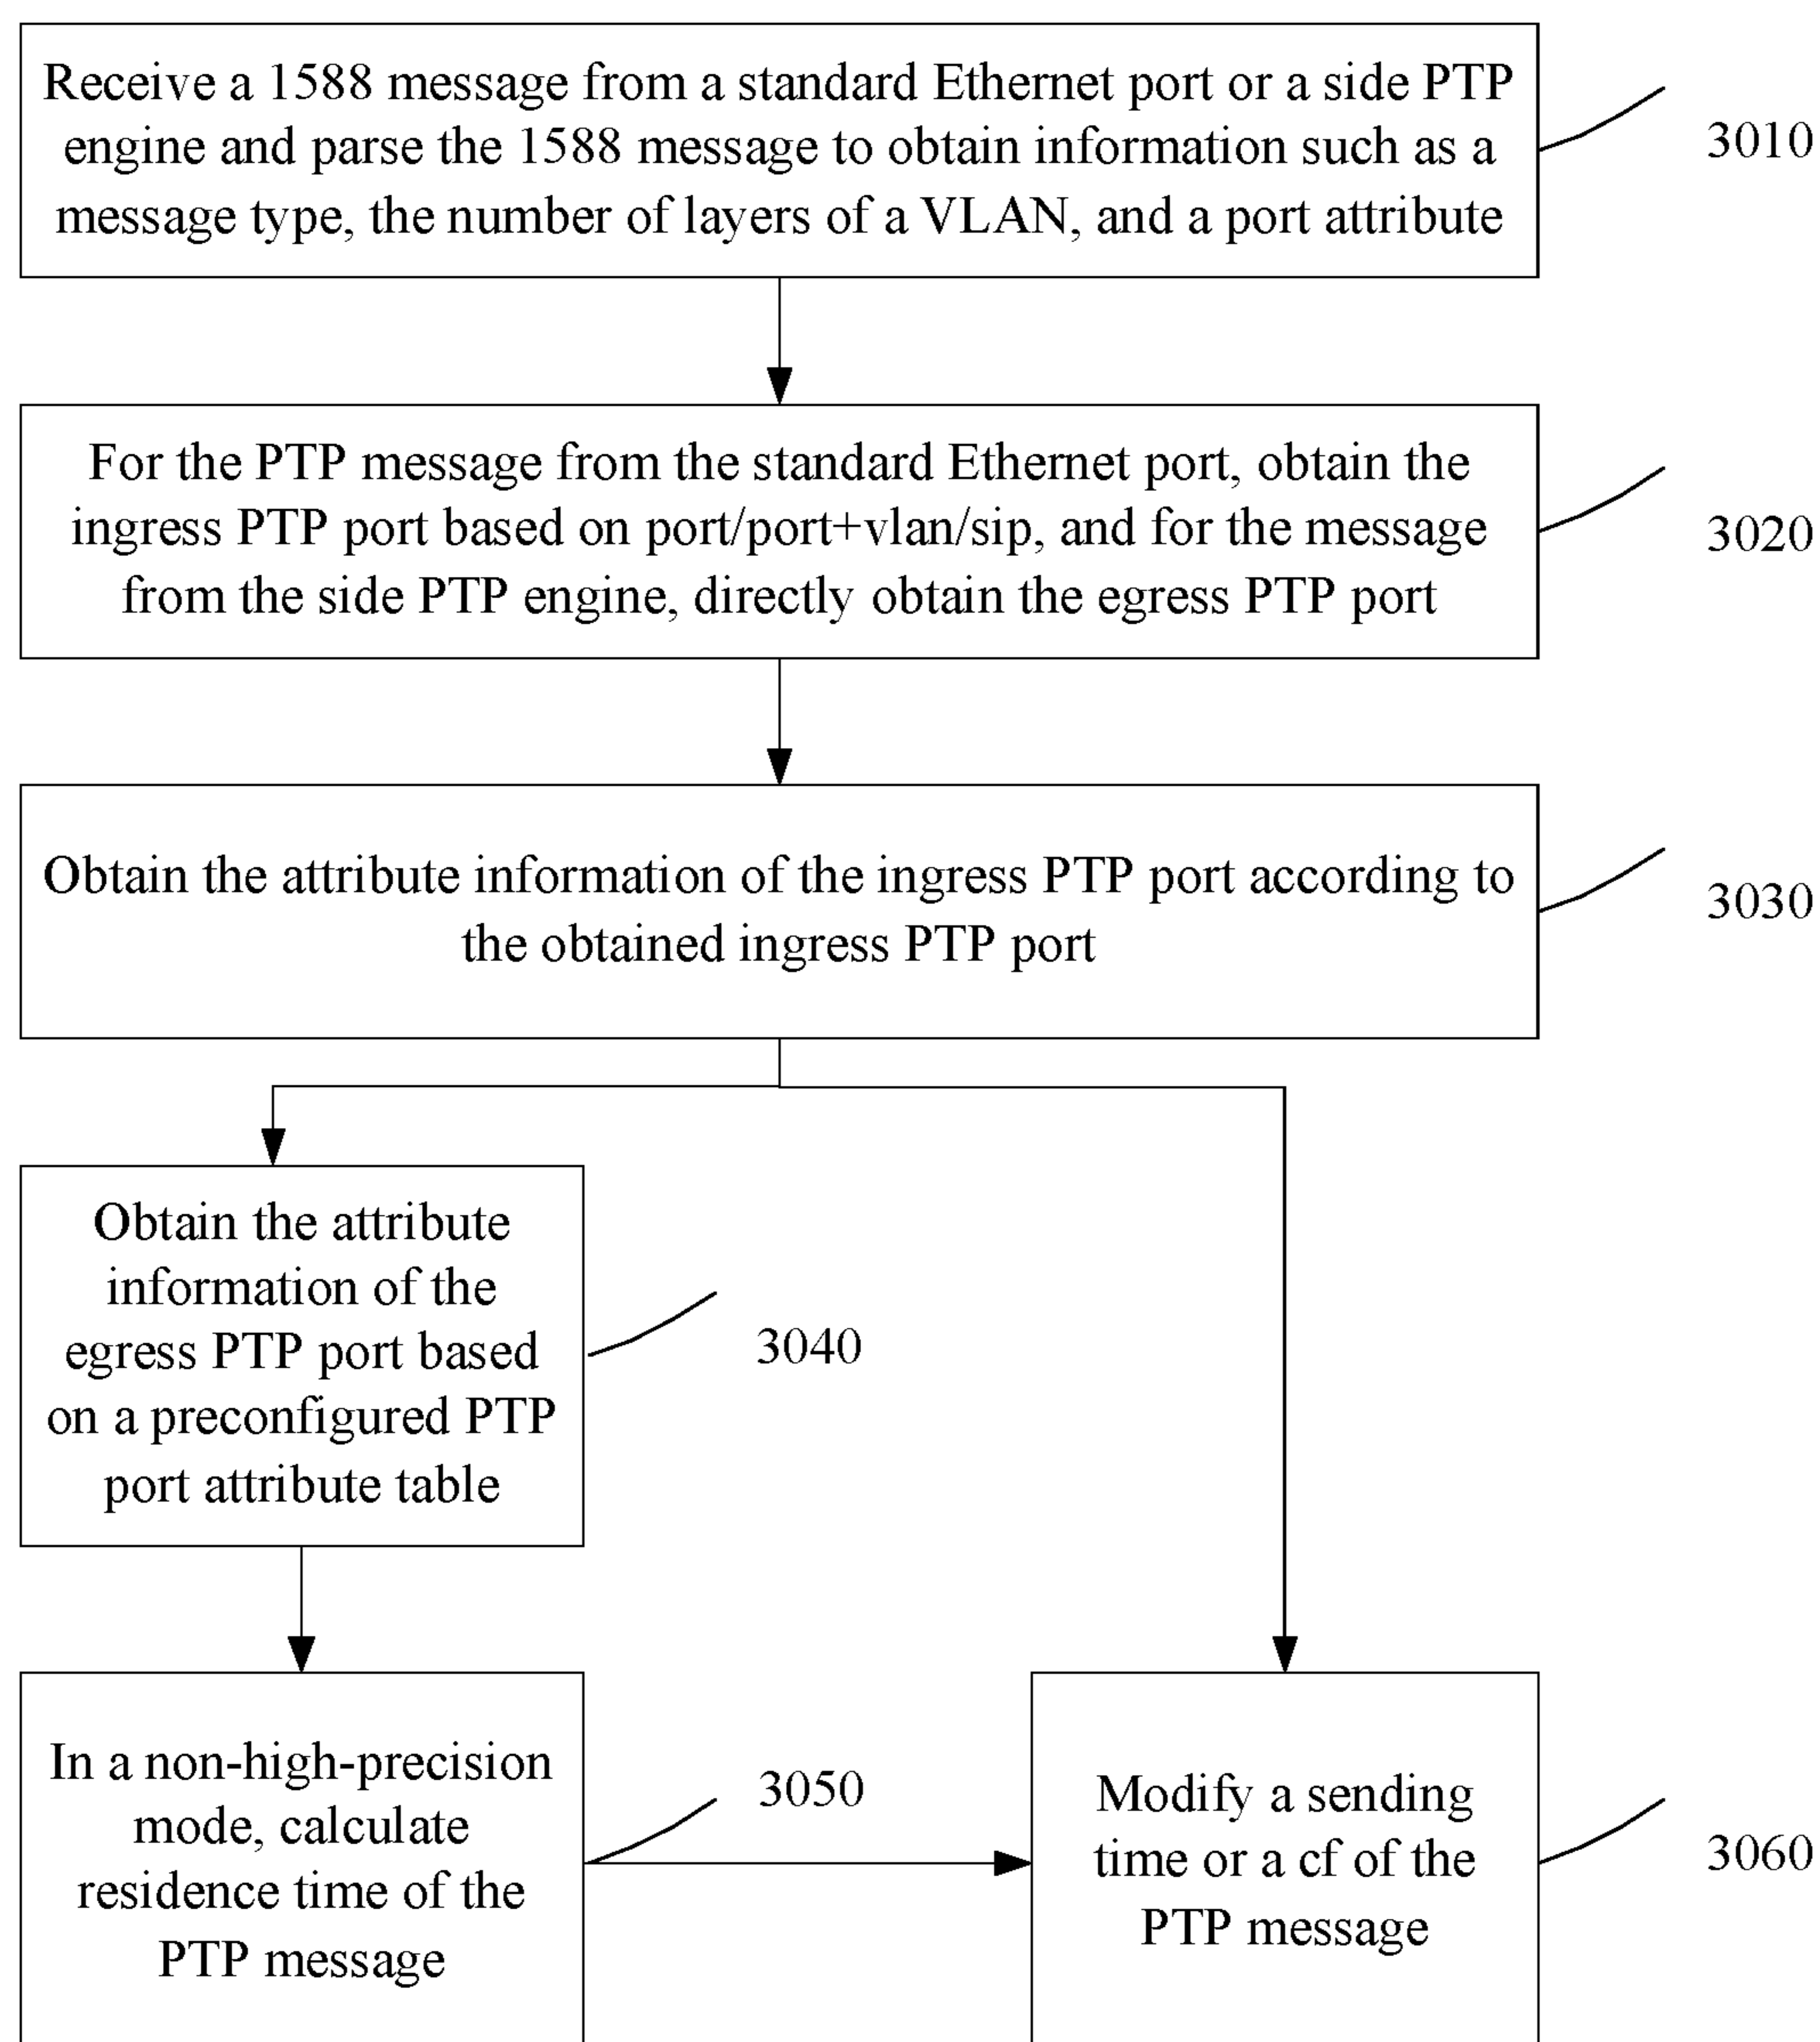 Receive a 1588 message from a standard Ethernet port or a side PTP
engine and parse the 1588 message to obtain information such as a
message type, the number of layers of a VLAN, and a port attribute
3010
For the PTP message from the standard Ethernet port, obtain the
ingress PTP port based on port/port+vlan/sip, and for the message
from the side PTP engine, directly obtain the egress PTP port
3020
Obtain the attribute information of the ingress PTP port according to
the obtained ingress PTP port
3030
Obtain the attribute
information of the
egress PTP port based
on a preconfigured PTP
port attribute table
3040
In a non-high-precision
mode, calculate
residence time of the
PTP message
3050
Modify a sending
time or a cf of the
PTP message
3060